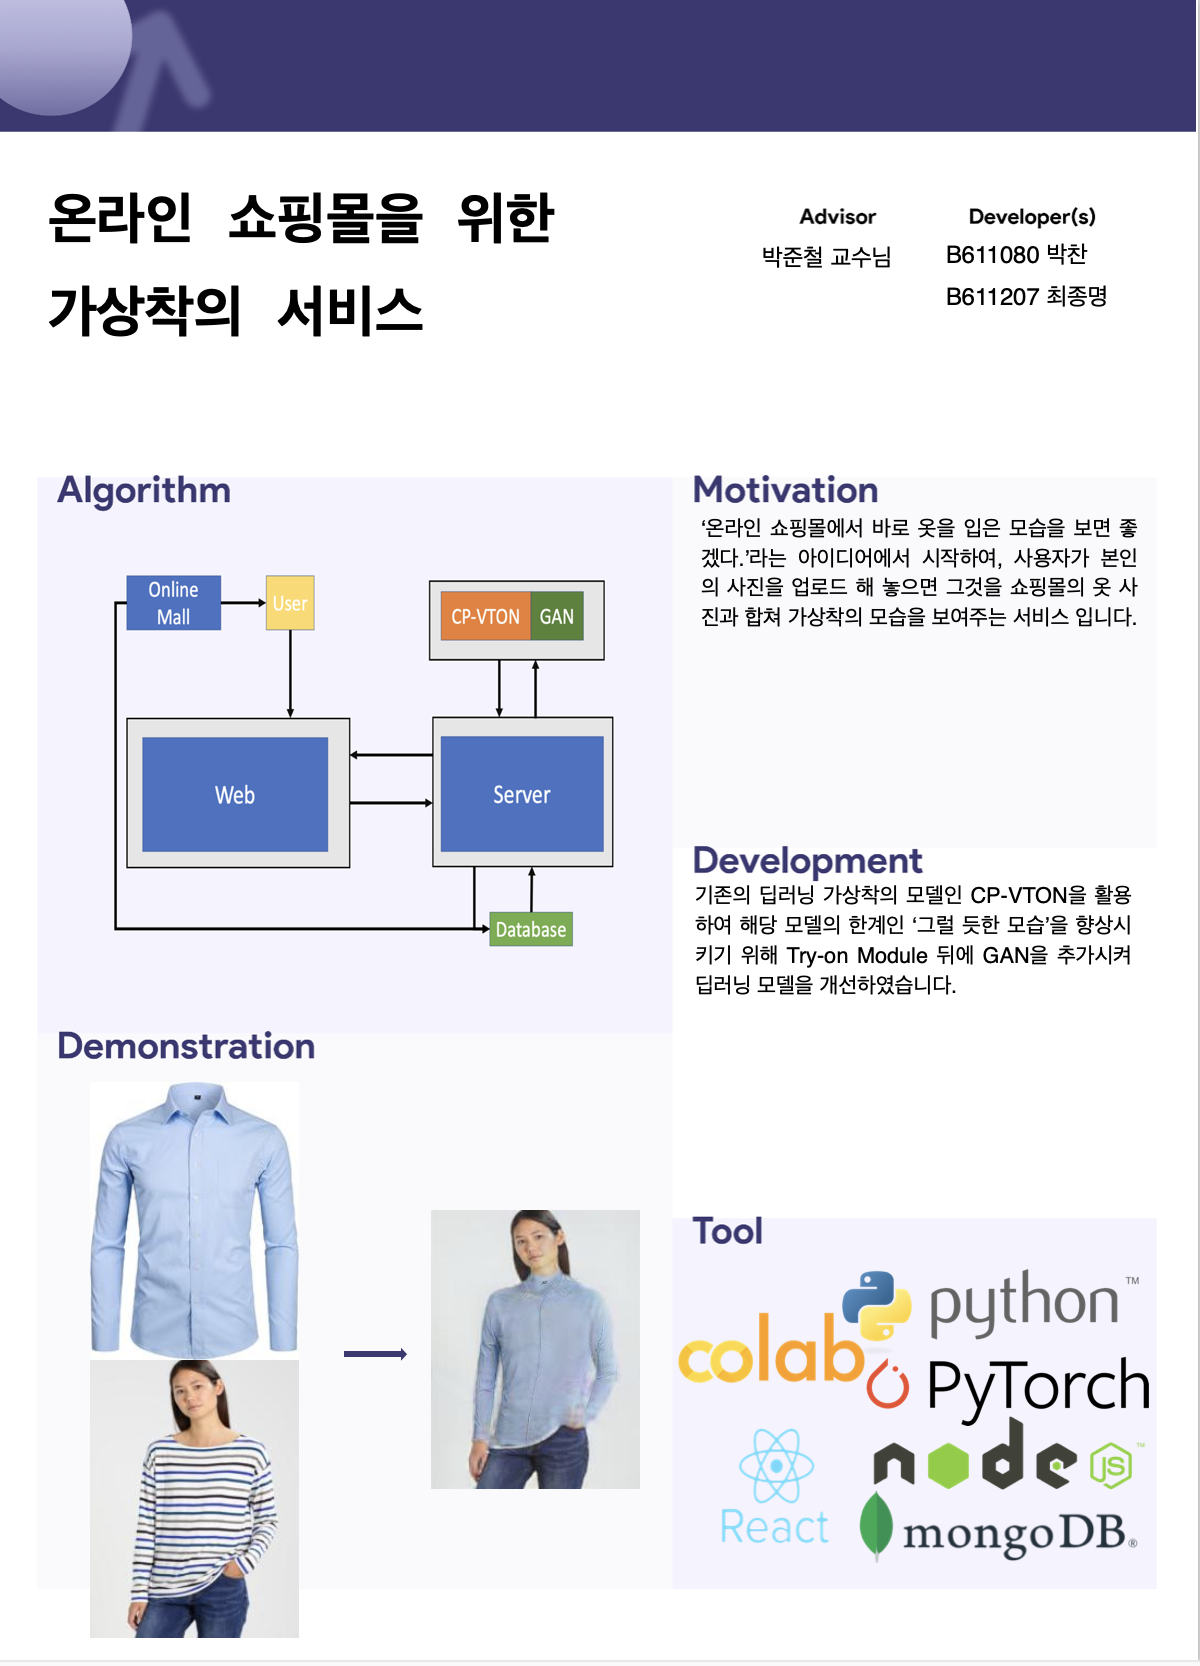 온라인 쇼핑몰을 위한
가상착의 서비스
Advisor
박준철 교수님
Developer(s)
B611080 박찬
B611207 최종명
Algorithm
Online
Mall
User
CP-VTON
GAN
Web
Server
Database
Motivation
‘온라인 쇼핑몰에서 바로 옷을 입은 모습을 보면 좋
겠다.’라는 아이디어에서 시작하여, 사용자가 본인
의 사진을 업로드 해 놓으면 그것을 쇼핑몰의 옷 사
진과 합쳐 가상착의 모습을 보여주는 서비스 입니다.
Development
기존의 딥러닝 가상착의 모델인 CP-VTON을 활용
하여 해당 모델의 한계인 ‘그럴 듯한 모습’을 향상시
키기 위해 Try-on Module 뒤에 GAN을 추가시켜
딥러닝 모델을 개선하였습니다.
Demonstration
Tool
python™
colab
PyTorch
node JS™
React
mongoDB®